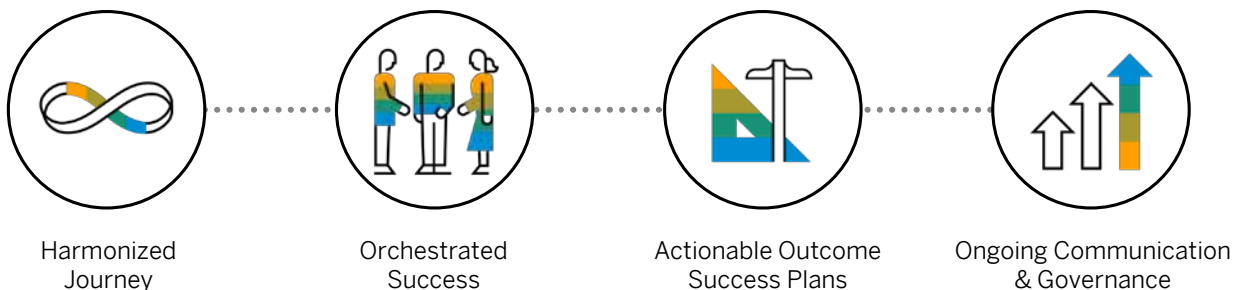 Harmonized
Journey
Orchestrated
Success
Actionable Outcome
Success Plans
Ongoing Communication
& Governance